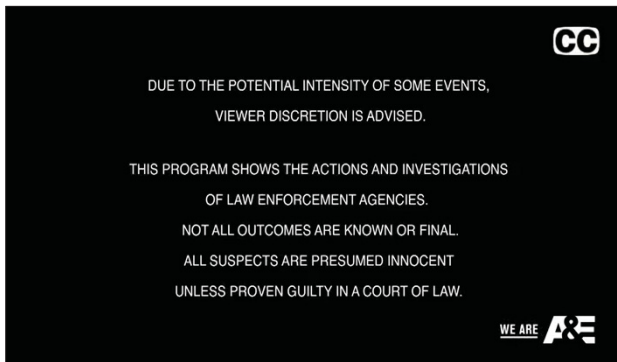 CC
DUE TO THE POTENTIAL INTENSITY OF SOME EVENTS,
VIEWER DISCRETION IS ADVISED.
THIS PROGRAM SHOWS THE ACTIONS AND INVESTIGATIONS
OF LAW ENFORCEMENT AGENCIES.
NOT ALL OUTCOMES ARE KNOWN OR FINAL.
ALL SUSPECTS ARE PRESUMED INNOCENT
UNLESS PROVEN GUILTY IN A COURT OF LAW.
WE ARE A&E